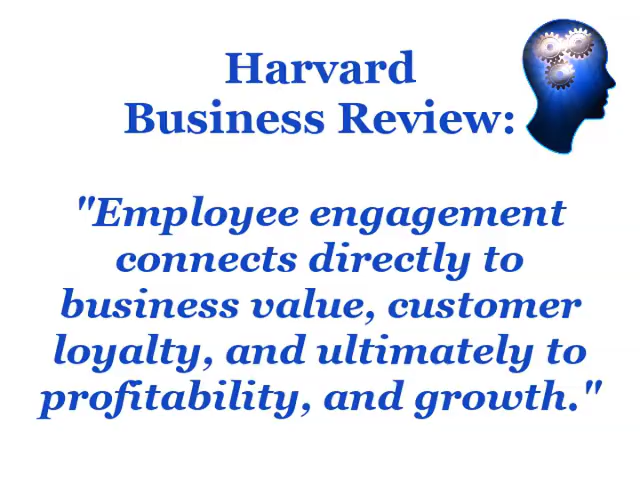 Harvard
Business Review:
"Employee engagement
connects directly to
business value, customer
loyalty, and ultimately to
profitability, and growth."